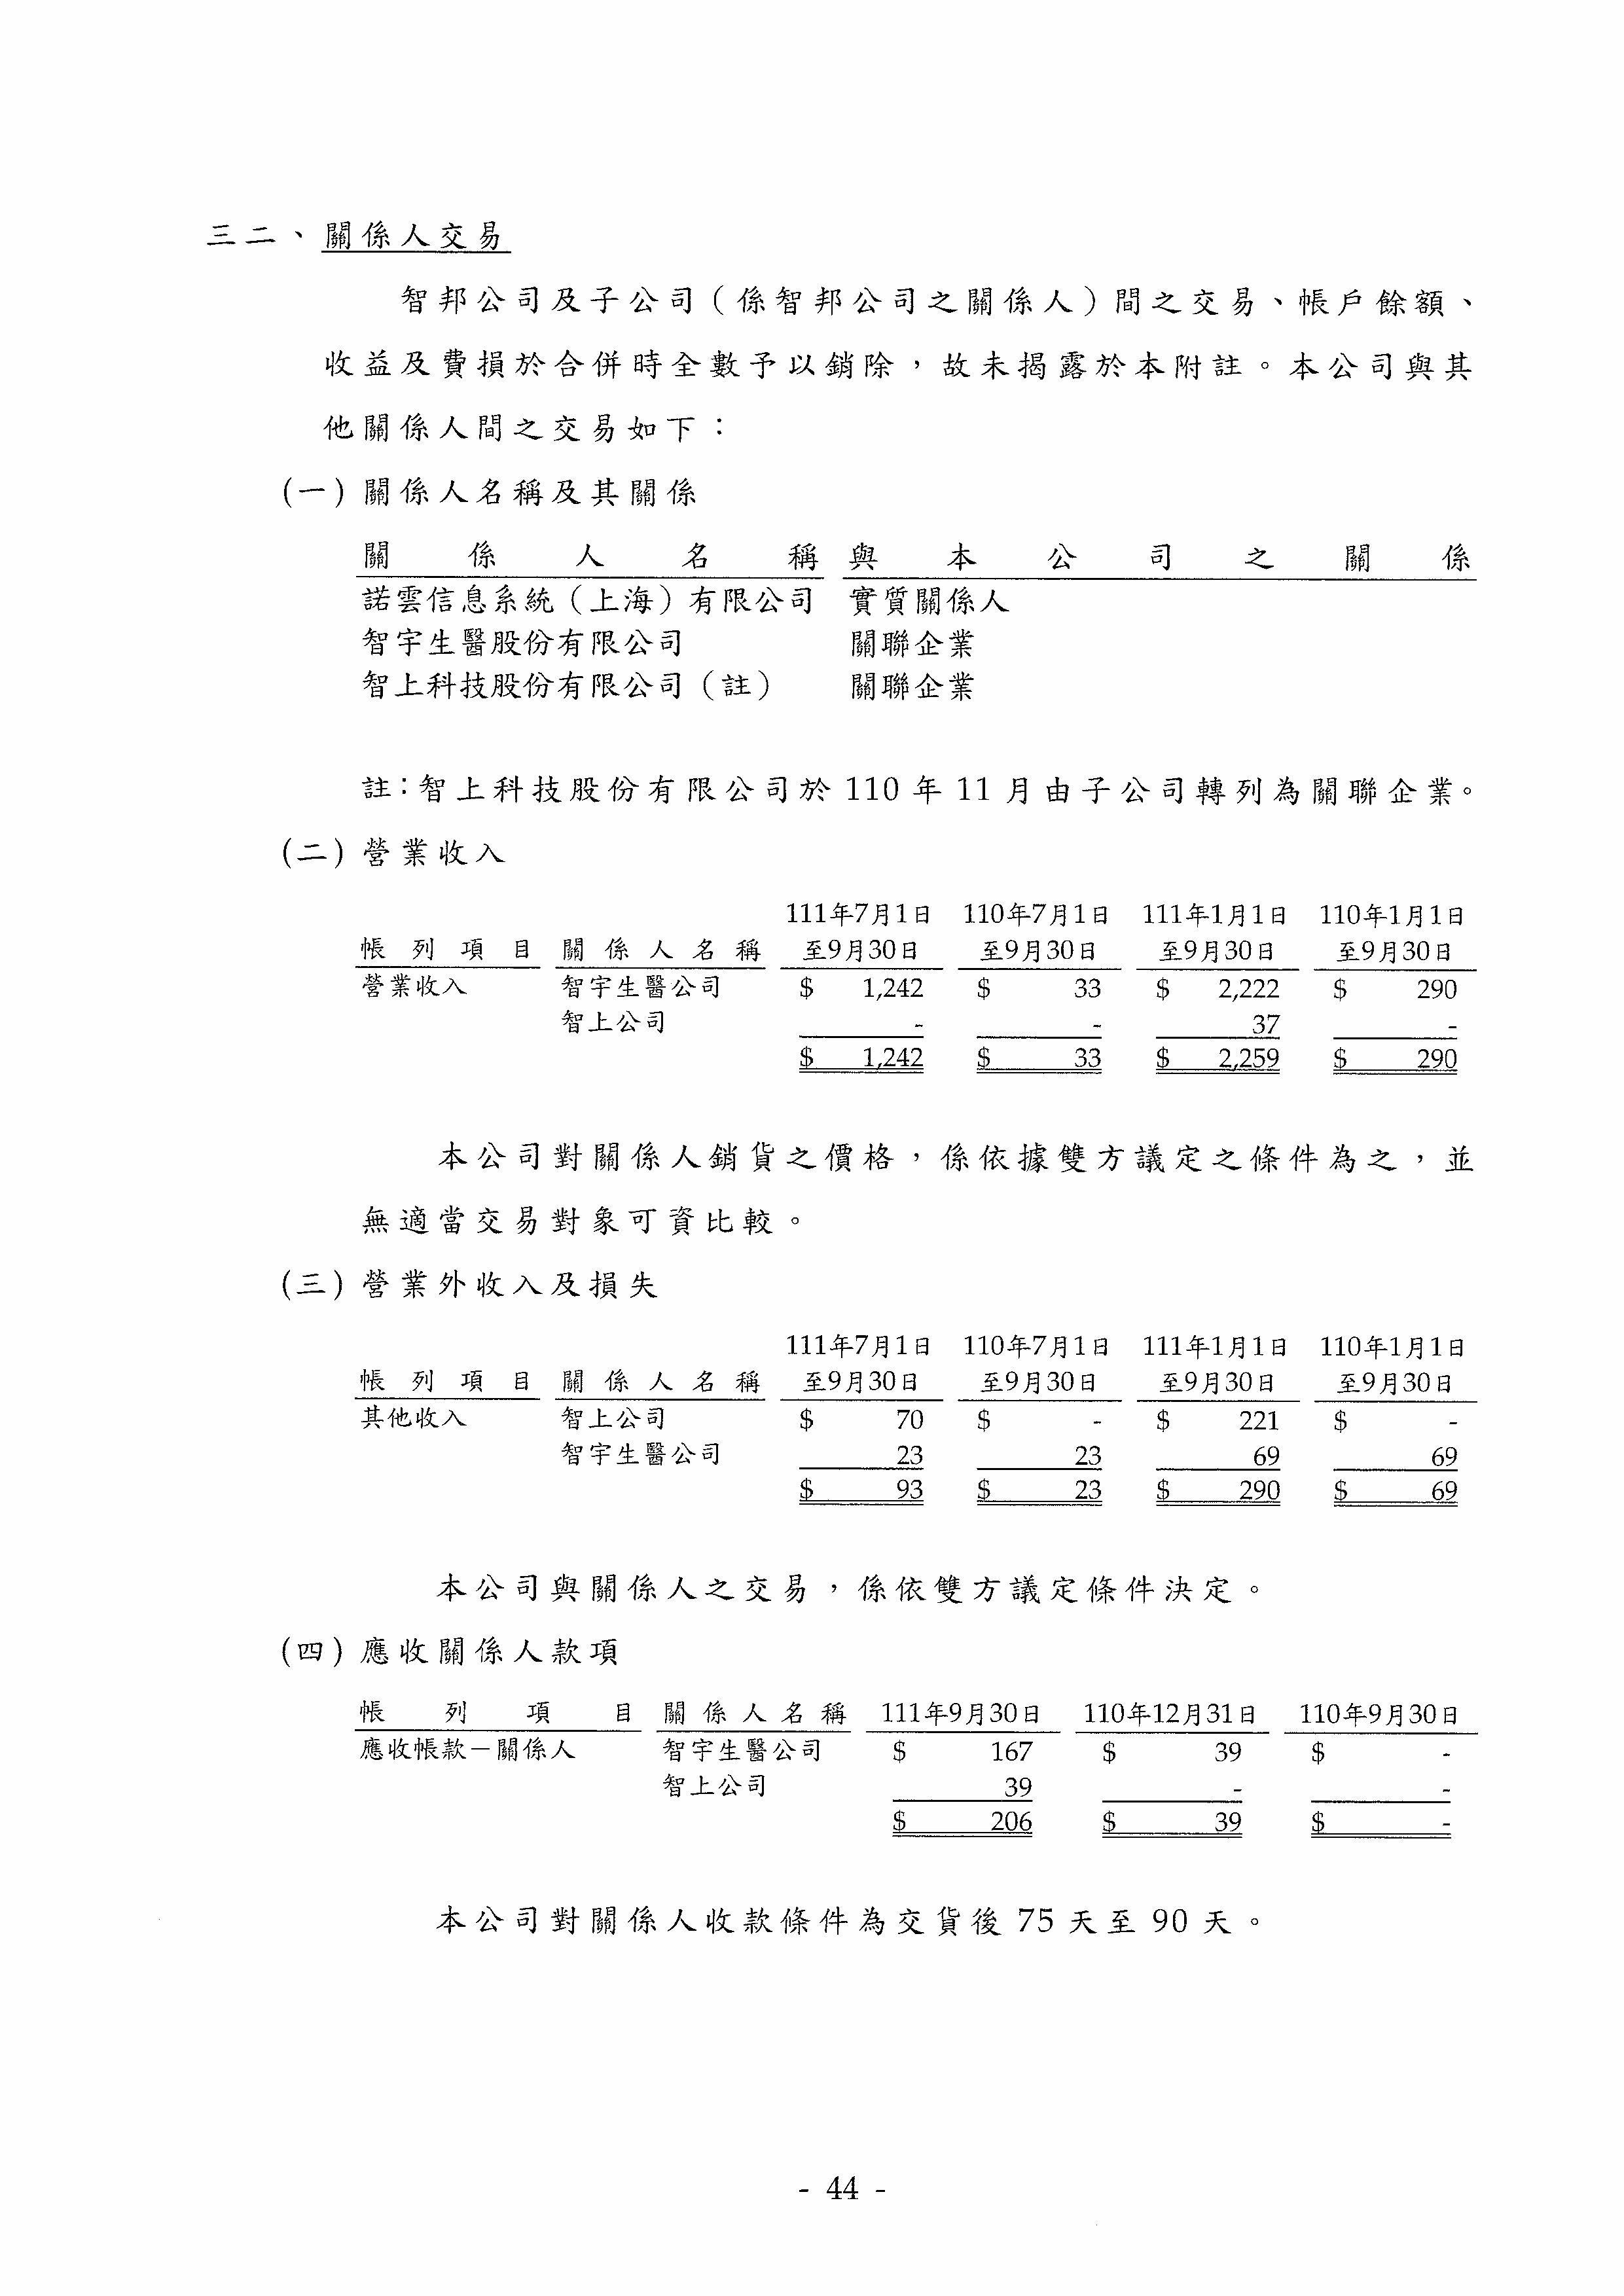 三二、關係人交易
智邦公司及子公司(係智邦公司之關係人)間之交易、帳戶餘額、
收益及費損於合併時全數予以銷除，故未揭露於本附註。本公司與其
他關係人間之交易如下：
(一)關係人名稱及其關係
關係人名稱 與本公司之關係
諾雲信息系統(上海)有限公司 實質關係人
智宇生醫股份有限公司 關聯企業
智上科技股份有限公司(註) 關聯企業
註：智上科技股份有限公司於 110 年 11 月由子公司轉列為關聯企業。
(二)營業收入
111年7月1日 110年7月1日 111年1月1日 110年1月1日
帳列項目 關係人名稱 至9月30日 至9月30日 至9月30日 至9月30日
營業收入 智宇生醫公司 $ 1,242 $ 33 $ 2,222 $ 290
智上公司 - - 37 -
$ 1,242 $ 33 $ 2,259 $ 290
本公司對關係人銷貨之價格，係依據雙方議定之條件為之，並
無適當交易對象可資比較。
(三)營業外收入及損失
111年7月1日 110年7月1日 111年1月1日 110年1月1日
帳列項目 關係人名稱 至9月30日 至9月30日 至9月30日 至9月30日
其他收入 智上公司 $ 70 $ - $ 221 $ -
智宇生醫公司 23 23 69 69
$ 93 $ 23 $ 290 $ 69
本公司與關係人之交易，係依雙方議定條件決定。
(四)應收關係人款項
帳列項目 關係人名稱 111年9月30日 110年12月31日 110年9月30日
應收帳款－關係人 智宇生醫公司 $ 167 $ 39 $ -
智上公司 39 - -
$ 206 $ 39 $ -
本公司對關係人收款條件為交貨後 75 天至 90 天。
- 44 -